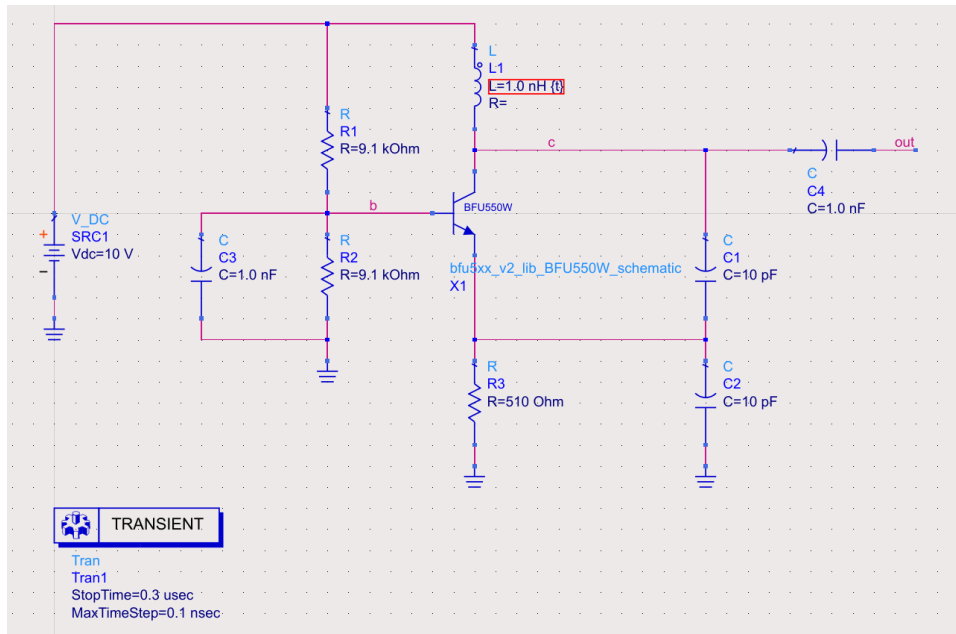 L
L1
L=1.0 nH {t}
R=
R
R1
R=9.1 kOhm
c
out
C
C4
C=1.0 nF
b
BFU550W
+
-
V_DC
SRC1
Vdc=10 V
C
C3
C=1.0 nF
R
R2
R=9.1 kOhm
bfu5xx_v2_lib_BFU550W_schematic
X1
C
C1
C=10 pF
R
R3
R=510 Ohm
C
C2
C=10 pF
TRANSIENT
Tran
Tran1
StopTime=0.3 usec
MaxTimeStep=0.1 nsec